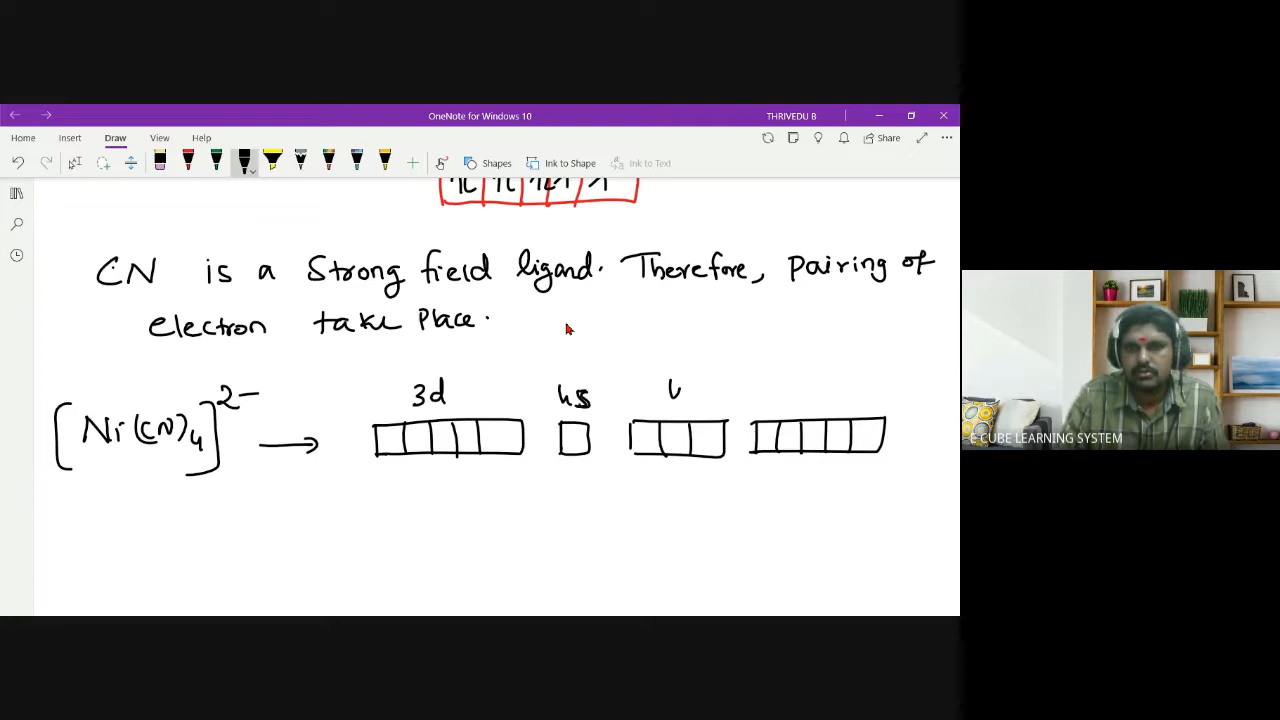 OneNote for Windows 10
THRIVEDU B
Home Insert Draw View Help
Share
Shapes Ink to Shape Ink to Text
CN is a Strong field ligand. Therefore, pairing of
electron take place.
3d 4s
[Ni(CN)4]2- →
E CUBE LEARNING SYSTEM